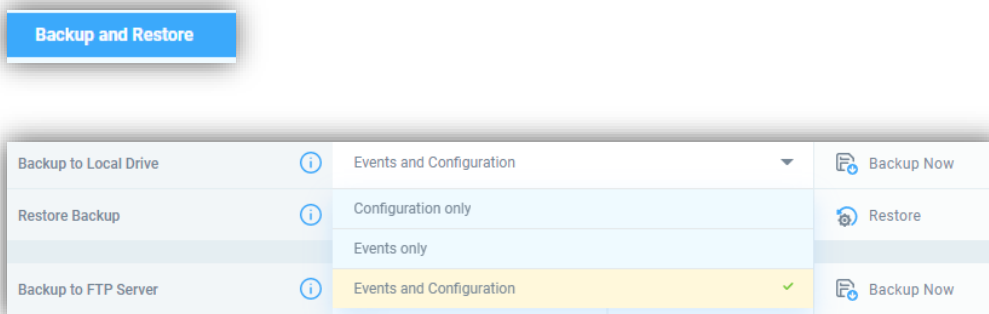 Backup and Restore
Backup to Local Drive Events and Configuration Backup Now
Configuration only
Restore Backup Restore
Events only
Backup to FTP Server Events and Configuration Backup Now